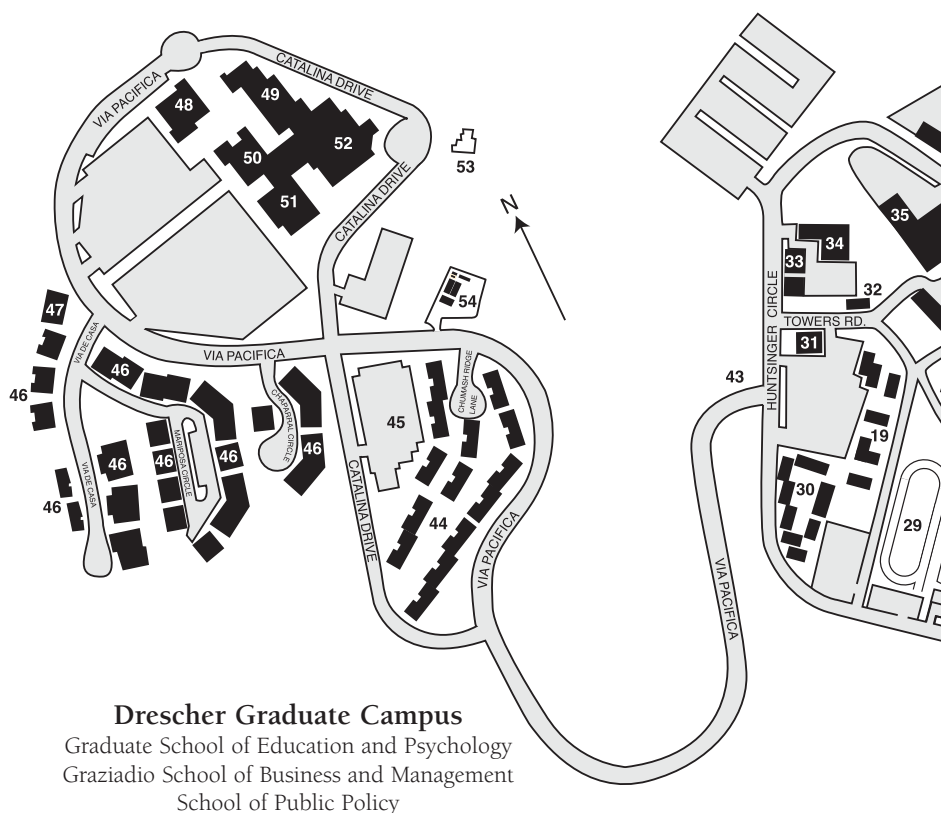 CATALINA DRIVE
VIA PACIFICA
49
48
52
50
53
51
CATALINA DRIVE
N
35
34
33
54
32
HUNTSINGER CIRCLE
TOWERS RD.
47
VIA DE CASA
VIA PACIFICA
31
46
CHUMASH RIDGE
LANE
43
46
CHAPARRAL CIRCLE
45
19
46
46
46
46
MARIPOSA CIRCLE
VIA DE CASA
CATALINA DRIVE
30
46
44
29
VIA PACIFICA
VIA PACIFICA
Drescher Graduate Campus
Graduate School of Education and Psychology
Graziadio School of Business and Management
School of Public Policy